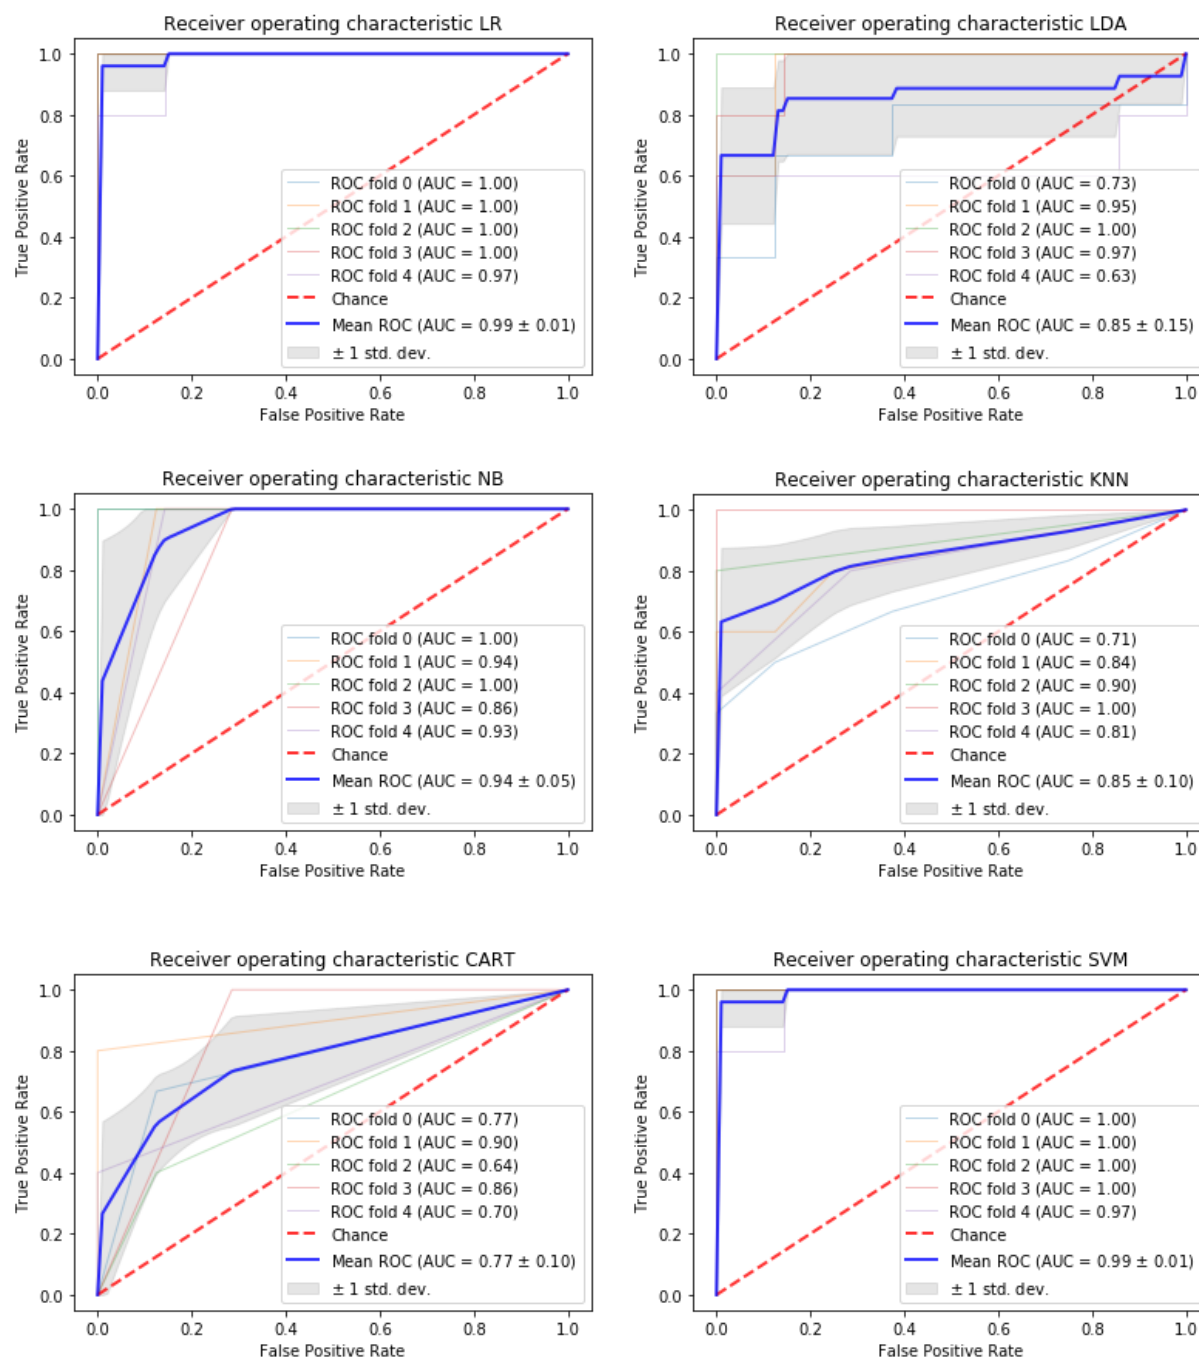 Receiver operating characteristic LR
1.0
0.8
0.6
0.4
0.2
0.0
True Positive Rate
ROC fold 0 (AUC = 1.00)
ROC fold 1 (AUC = 1.00)
ROC fold 2 (AUC = 1.00)
ROC fold 3 (AUC = 1.00)
ROC fold 4 (AUC = 0.97)
Chance
Mean ROC (AUC = 0.99 ± 0.01)
± 1 std. dev.
0.0 0.2 0.4 0.6 0.8 1.0
False Positive Rate
Receiver operating characteristic LDA
1.0
0.8
0.6
0.4
0.2
0.0
True Positive Rate
ROC fold 0 (AUC = 0.73)
ROC fold 1 (AUC = 0.95)
ROC fold 2 (AUC = 1.00)
ROC fold 3 (AUC = 0.97)
ROC fold 4 (AUC = 0.63)
Chance
Mean ROC (AUC = 0.85 ± 0.15)
± 1 std. dev.
0.0 0.2 0.4 0.6 0.8 1.0
False Positive Rate
Receiver operating characteristic NB
1.0
0.8
0.6
0.4
0.2
0.0
True Positive Rate
ROC fold 0 (AUC = 1.00)
ROC fold 1 (AUC = 0.94)
ROC fold 2 (AUC = 1.00)
ROC fold 3 (AUC = 0.86)
ROC fold 4 (AUC = 0.93)
Chance
Mean ROC (AUC = 0.94 ± 0.05)
± 1 std. dev.
0.0 0.2 0.4 0.6 0.8 1.0
False Positive Rate
Receiver operating characteristic KNN
1.0
0.8
0.6
0.4
0.2
0.0
True Positive Rate
ROC fold 0 (AUC = 0.71)
ROC fold 1 (AUC = 0.84)
ROC fold 2 (AUC = 0.90)
ROC fold 3 (AUC = 1.00)
ROC fold 4 (AUC = 0.81)
Chance
Mean ROC (AUC = 0.85 ± 0.10)
± 1 std. dev.
0.0 0.2 0.4 0.6 0.8 1.0
False Positive Rate
Receiver operating characteristic CART
1.0
0.8
0.6
0.4
0.2
0.0
True Positive Rate
ROC fold 0 (AUC = 0.77)
ROC fold 1 (AUC = 0.90)
ROC fold 2 (AUC = 0.64)
ROC fold 3 (AUC = 0.86)
ROC fold 4 (AUC = 0.70)
Chance
Mean ROC (AUC = 0.77 ± 0.10)
± 1 std. dev.
0.0 0.2 0.4 0.6 0.8 1.0
False Positive Rate
Receiver operating characteristic SVM
1.0
0.8
0.6
0.4
0.2
0.0
True Positive Rate
ROC fold 0 (AUC = 1.00)
ROC fold 1 (AUC = 1.00)
ROC fold 2 (AUC = 1.00)
ROC fold 3 (AUC = 1.00)
ROC fold 4 (AUC = 0.97)
Chance
Mean ROC (AUC = 0.99 ± 0.01)
± 1 std. dev.
0.0 0.2 0.4 0.6 0.8 1.0
False Positive Rate